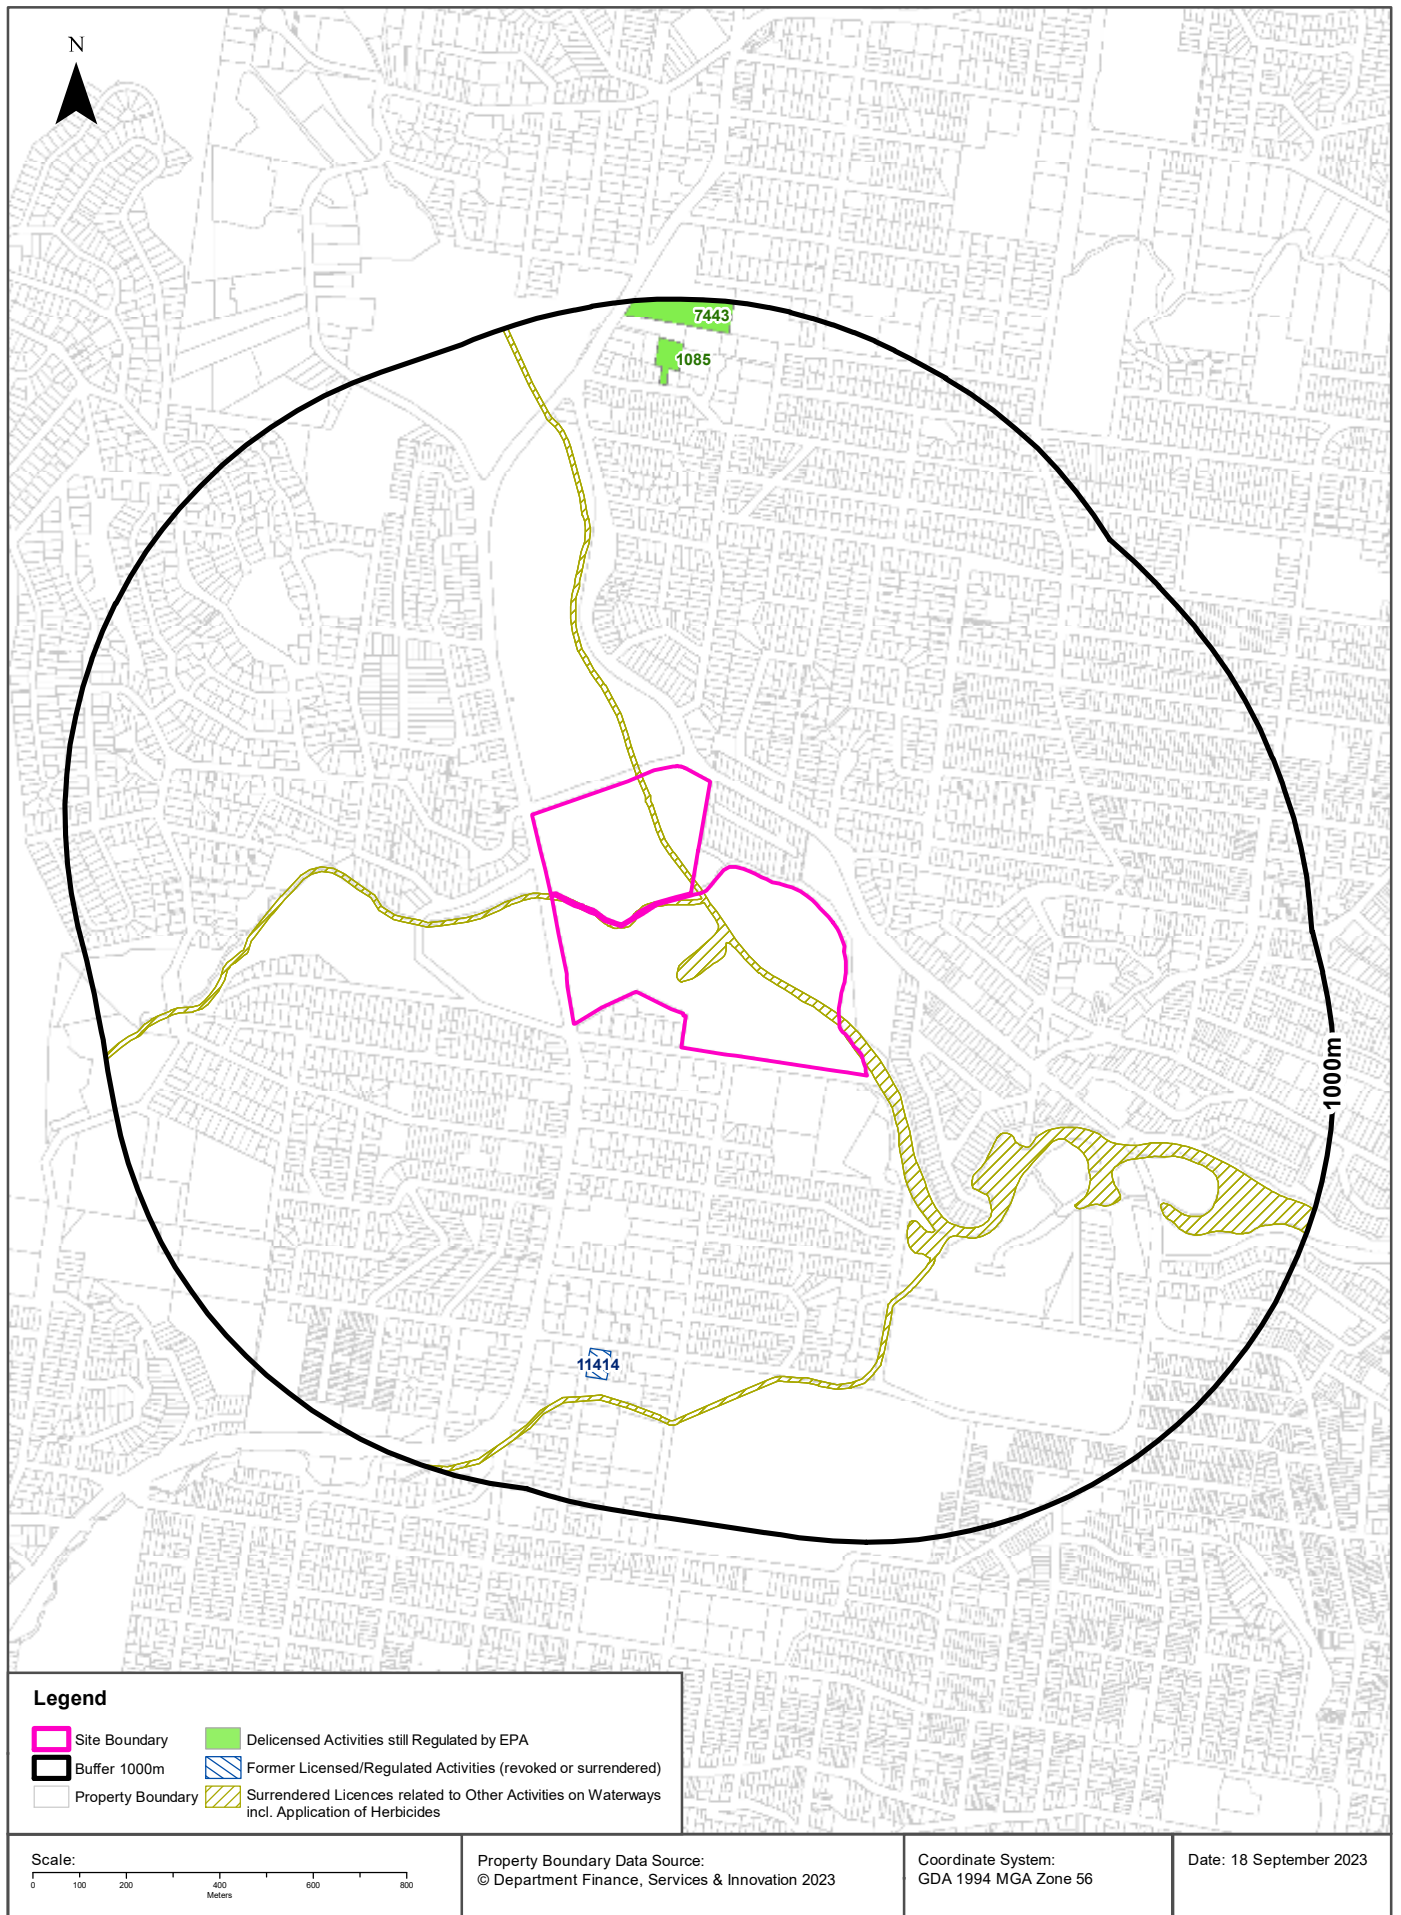 N
7443
1085
1000m
11414
Legend
Site Boundary
Buffer 1000m
Property Boundary
Delicensed Activities still Regulated by EPA
Former Licensed/Regulated Activities (revoked or surrendered)
Surrendered Licences related to Other Activities on Waterways
incl. Application of Herbicides
Scale:
0 100 200 400 600 800
Meters
Property Boundary Data Source:
© Department Finance, Services & Innovation 2023
Coordinate System:
GDA 1994 MGA Zone 56
Date: 18 September 2023